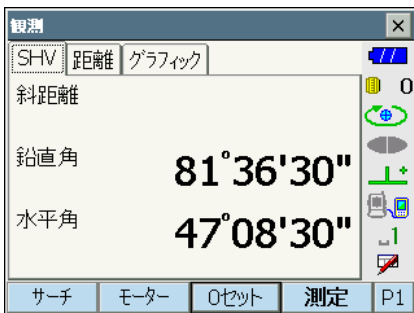 観測
SHV 距離 グラフィック
斜距離
0
鉛直角 81°36'30"
水平角 47°08'30"
1
サーチ モーター 0セット 測定 P1